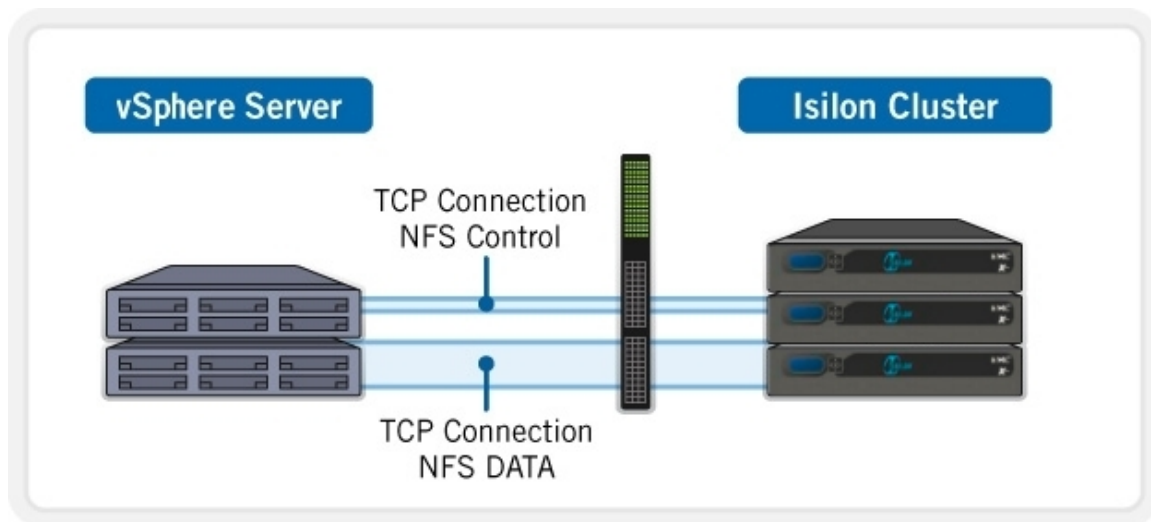 vSphere Server
Isilon Cluster
TCP Connection
NFS Control
TCP Connection
NFS DATA